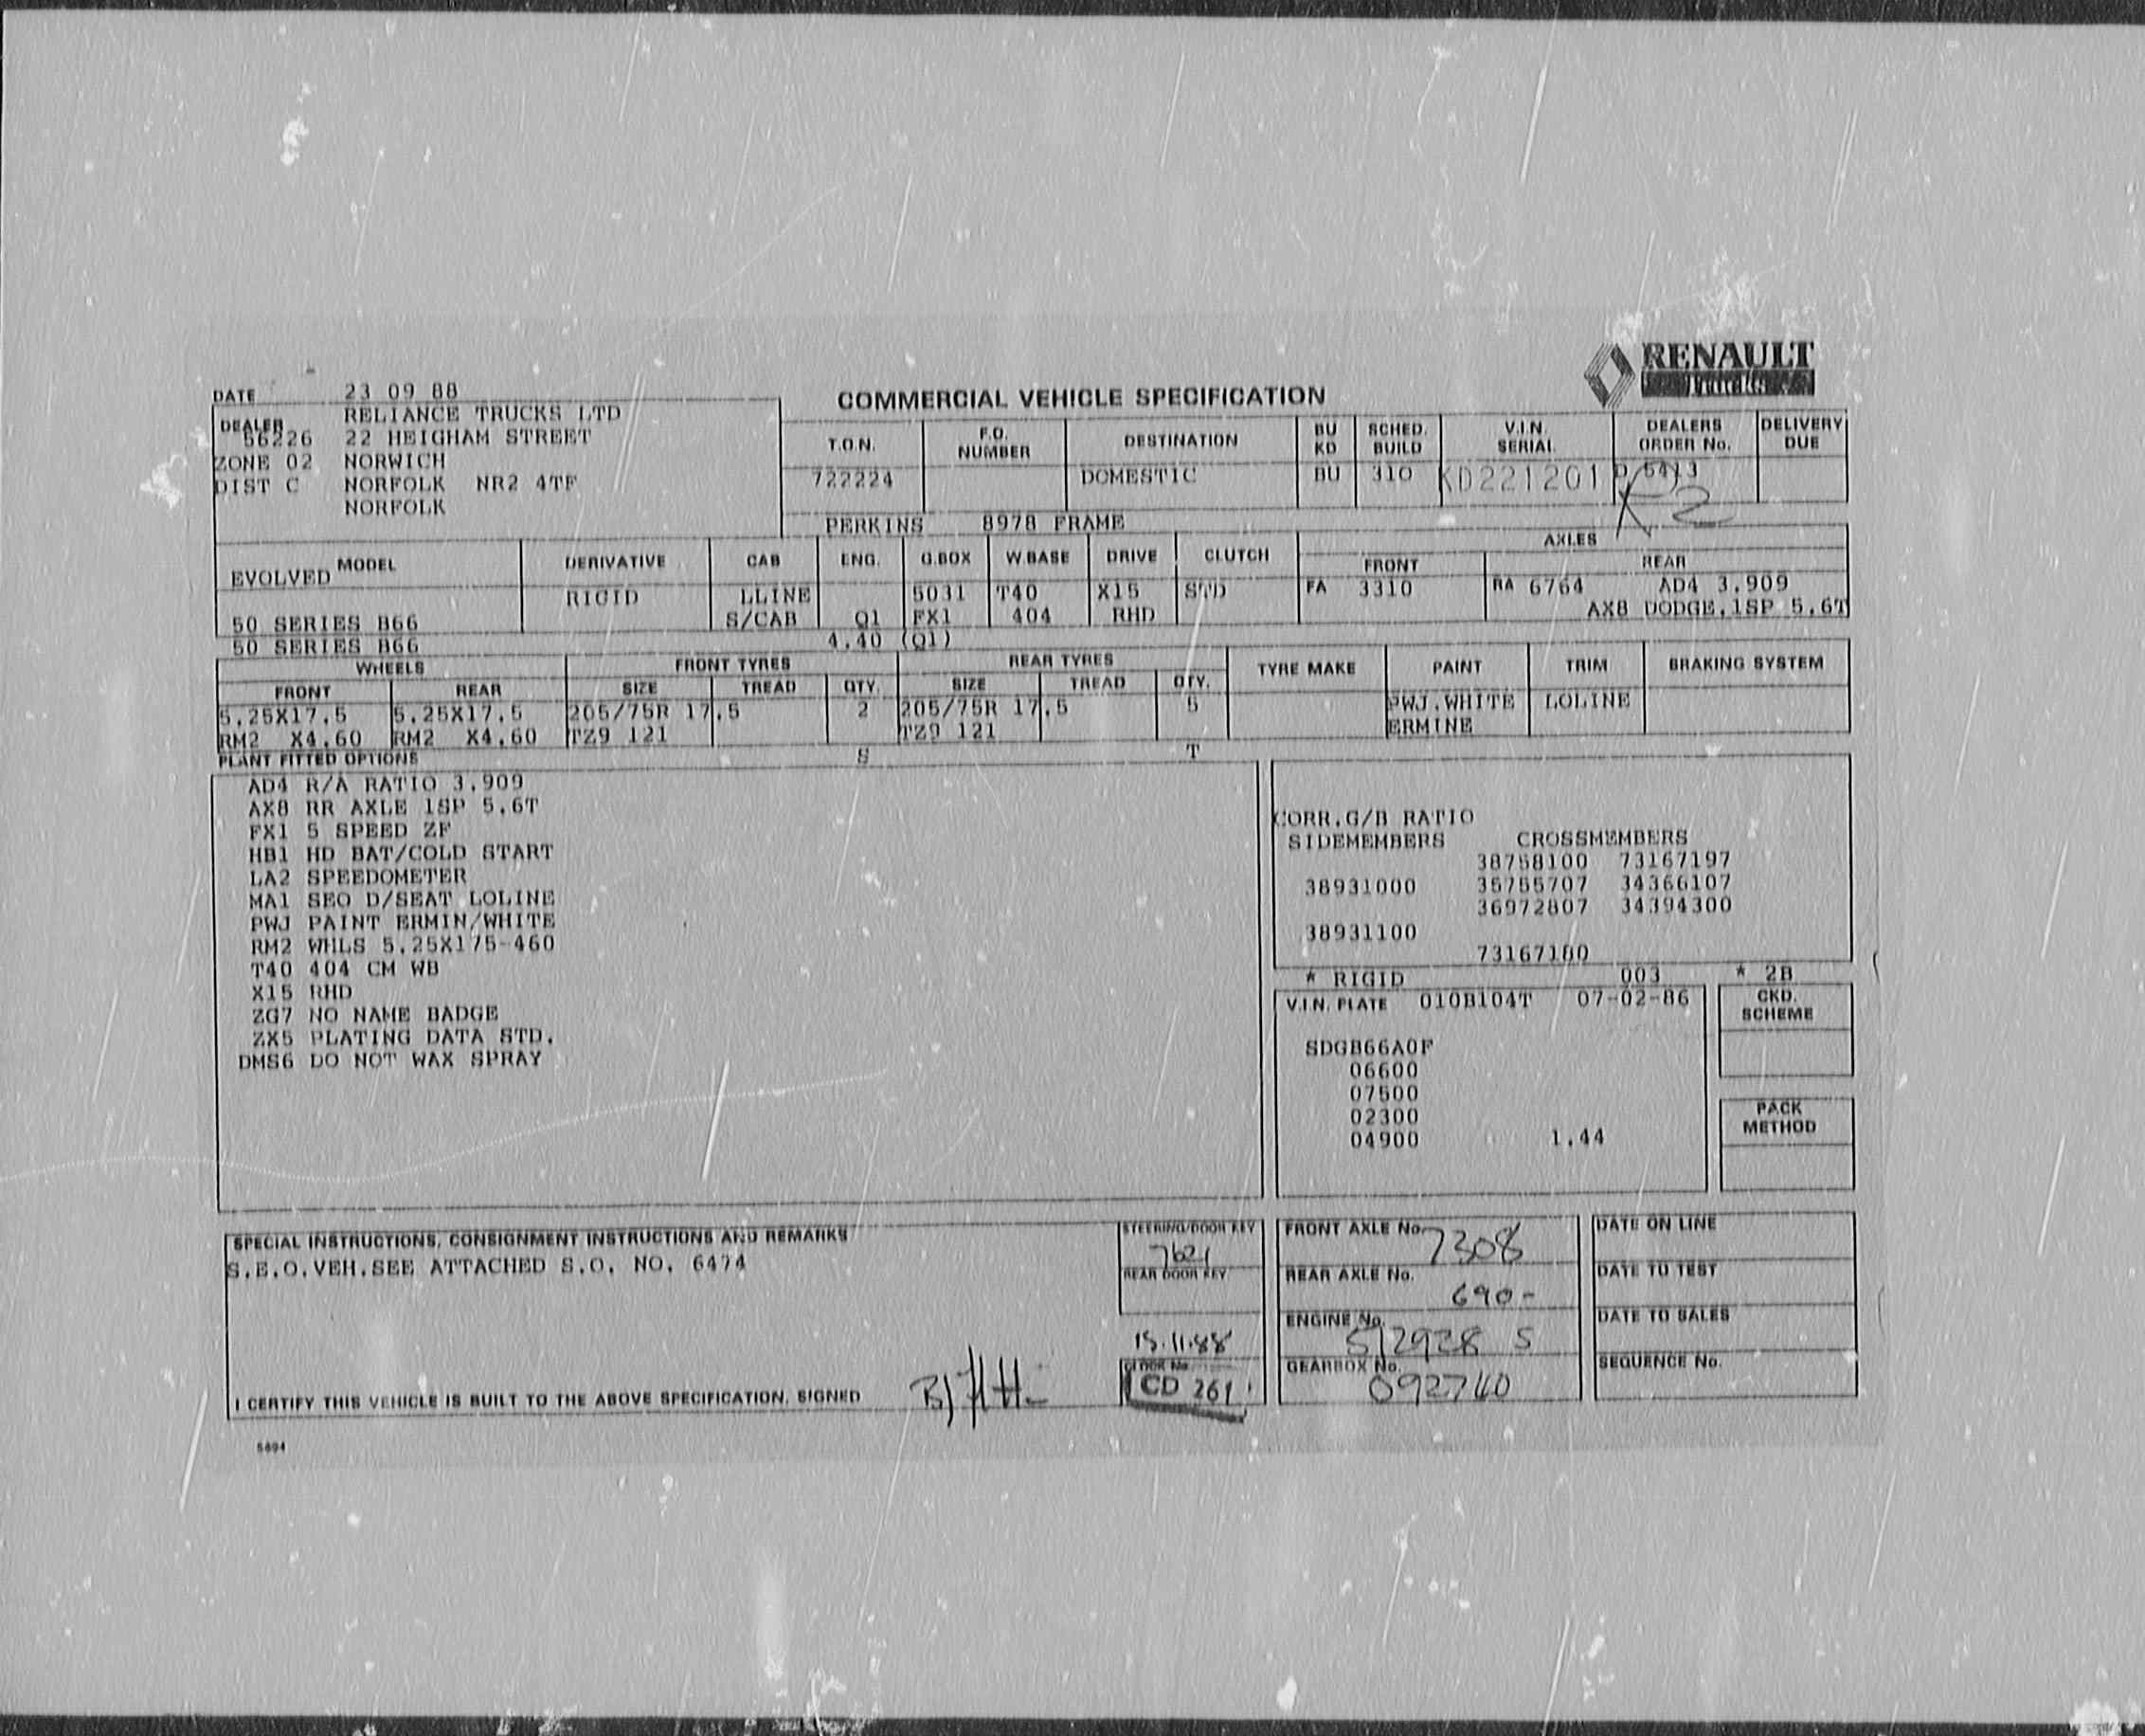 RENAULT
Trucks
DATE 23 09 88
COMMERCIAL VEHICLE SPECIFICATION
DEALER RELIANCE TRUCKS LTD
56226 22 HEIGHAM STREET
ZONE 02 NORWICH
DIST C NORFOLK NR2 4TF
NORFOLK
T.O.N. F.O. NUMBER DESTINATION BU KD SCHED. BUILD V.I.N. SERIAL DEALERS ORDER No. DELIVERY DUE
722224 DOMESTIC BU 310 KD221201
PERKINS 8978 FRAME
AXLES
MODEL DERIVATIVE CAB ENG. G.BOX W.BASE DRIVE CLUTCH FRONT REAR
EVOLVED RIGID LLINE 5031 T40 X15 STD FA 3310 RA 6764 AD4 3.909
50 SERIES B66 S/CAB Q1 FX1 404 RHD AX8 DODGE,1SP 5.6T
50 SERIES B66 4.40 (Q1)
WHEELS FRONT TYRES REAR TYRES TYRE MAKE PAINT TRIM BRAKING SYSTEM
FRONT REAR SIZE TREAD QTY. SIZE TREAD QTY.
5.25X17.5 5.25X17.5 205/75R 17.5 2 205/75R 17.5 5 PWJ.WHITE LOLINE
RM2 X4.60 RM2 X4.60 TZ9 121 TZ9 121 ERMINE
S T
PLANT FITTED OPTIONS
AD4 R/A RATIO 3.909
AX8 RR AXLE 1SP 5.6T
FX1 5 SPEED ZF
HB1 HD BAT/COLD START
LA2 SPEEDOMETER
MA1 SEO D/SEAT LOLINE
PWJ PAINT ERMIN/WHITE
RM2 WHLS 5.25X175-460
T40 404 CM WB
X15 RHD
ZG7 NO NAME BADGE
ZX5 PLATING DATA STD.
DMS6 DO NOT WAX SPRAY
CORR.G/B RATIO
SIDEMEMBERS CROSSMEMBERS
38758100 73167197
38931000 35755707 34366107
36972807 34394300
38931100
73167180
* RIGID 003 * 2B
V.I.N. PLATE 010B104T 07-02-86
CKD. SCHEME
SDGB66A0F
06600
07500
02300
04900 1.44
PACK METHOD
SPECIAL INSTRUCTIONS, CONSIGNMENT INSTRUCTIONS AND REMARKS
S.E.O.VEH.SEE ATTACHED S.O. NO. 6474
STEERING/DOOR KEY
7621
REAR DOOR KEY
15.11.88
CLOCK No.
CD 261
FRONT AXLE No. 7308
REAR AXLE No. 690-
ENGINE No. 512928 S
GEARBOX No. 092740
DATE ON LINE
DATE TO TEST
DATE TO SALES
SEQUENCE No.
I CERTIFY THIS VEHICLE IS BUILT TO THE ABOVE SPECIFICATION. SIGNED
5694